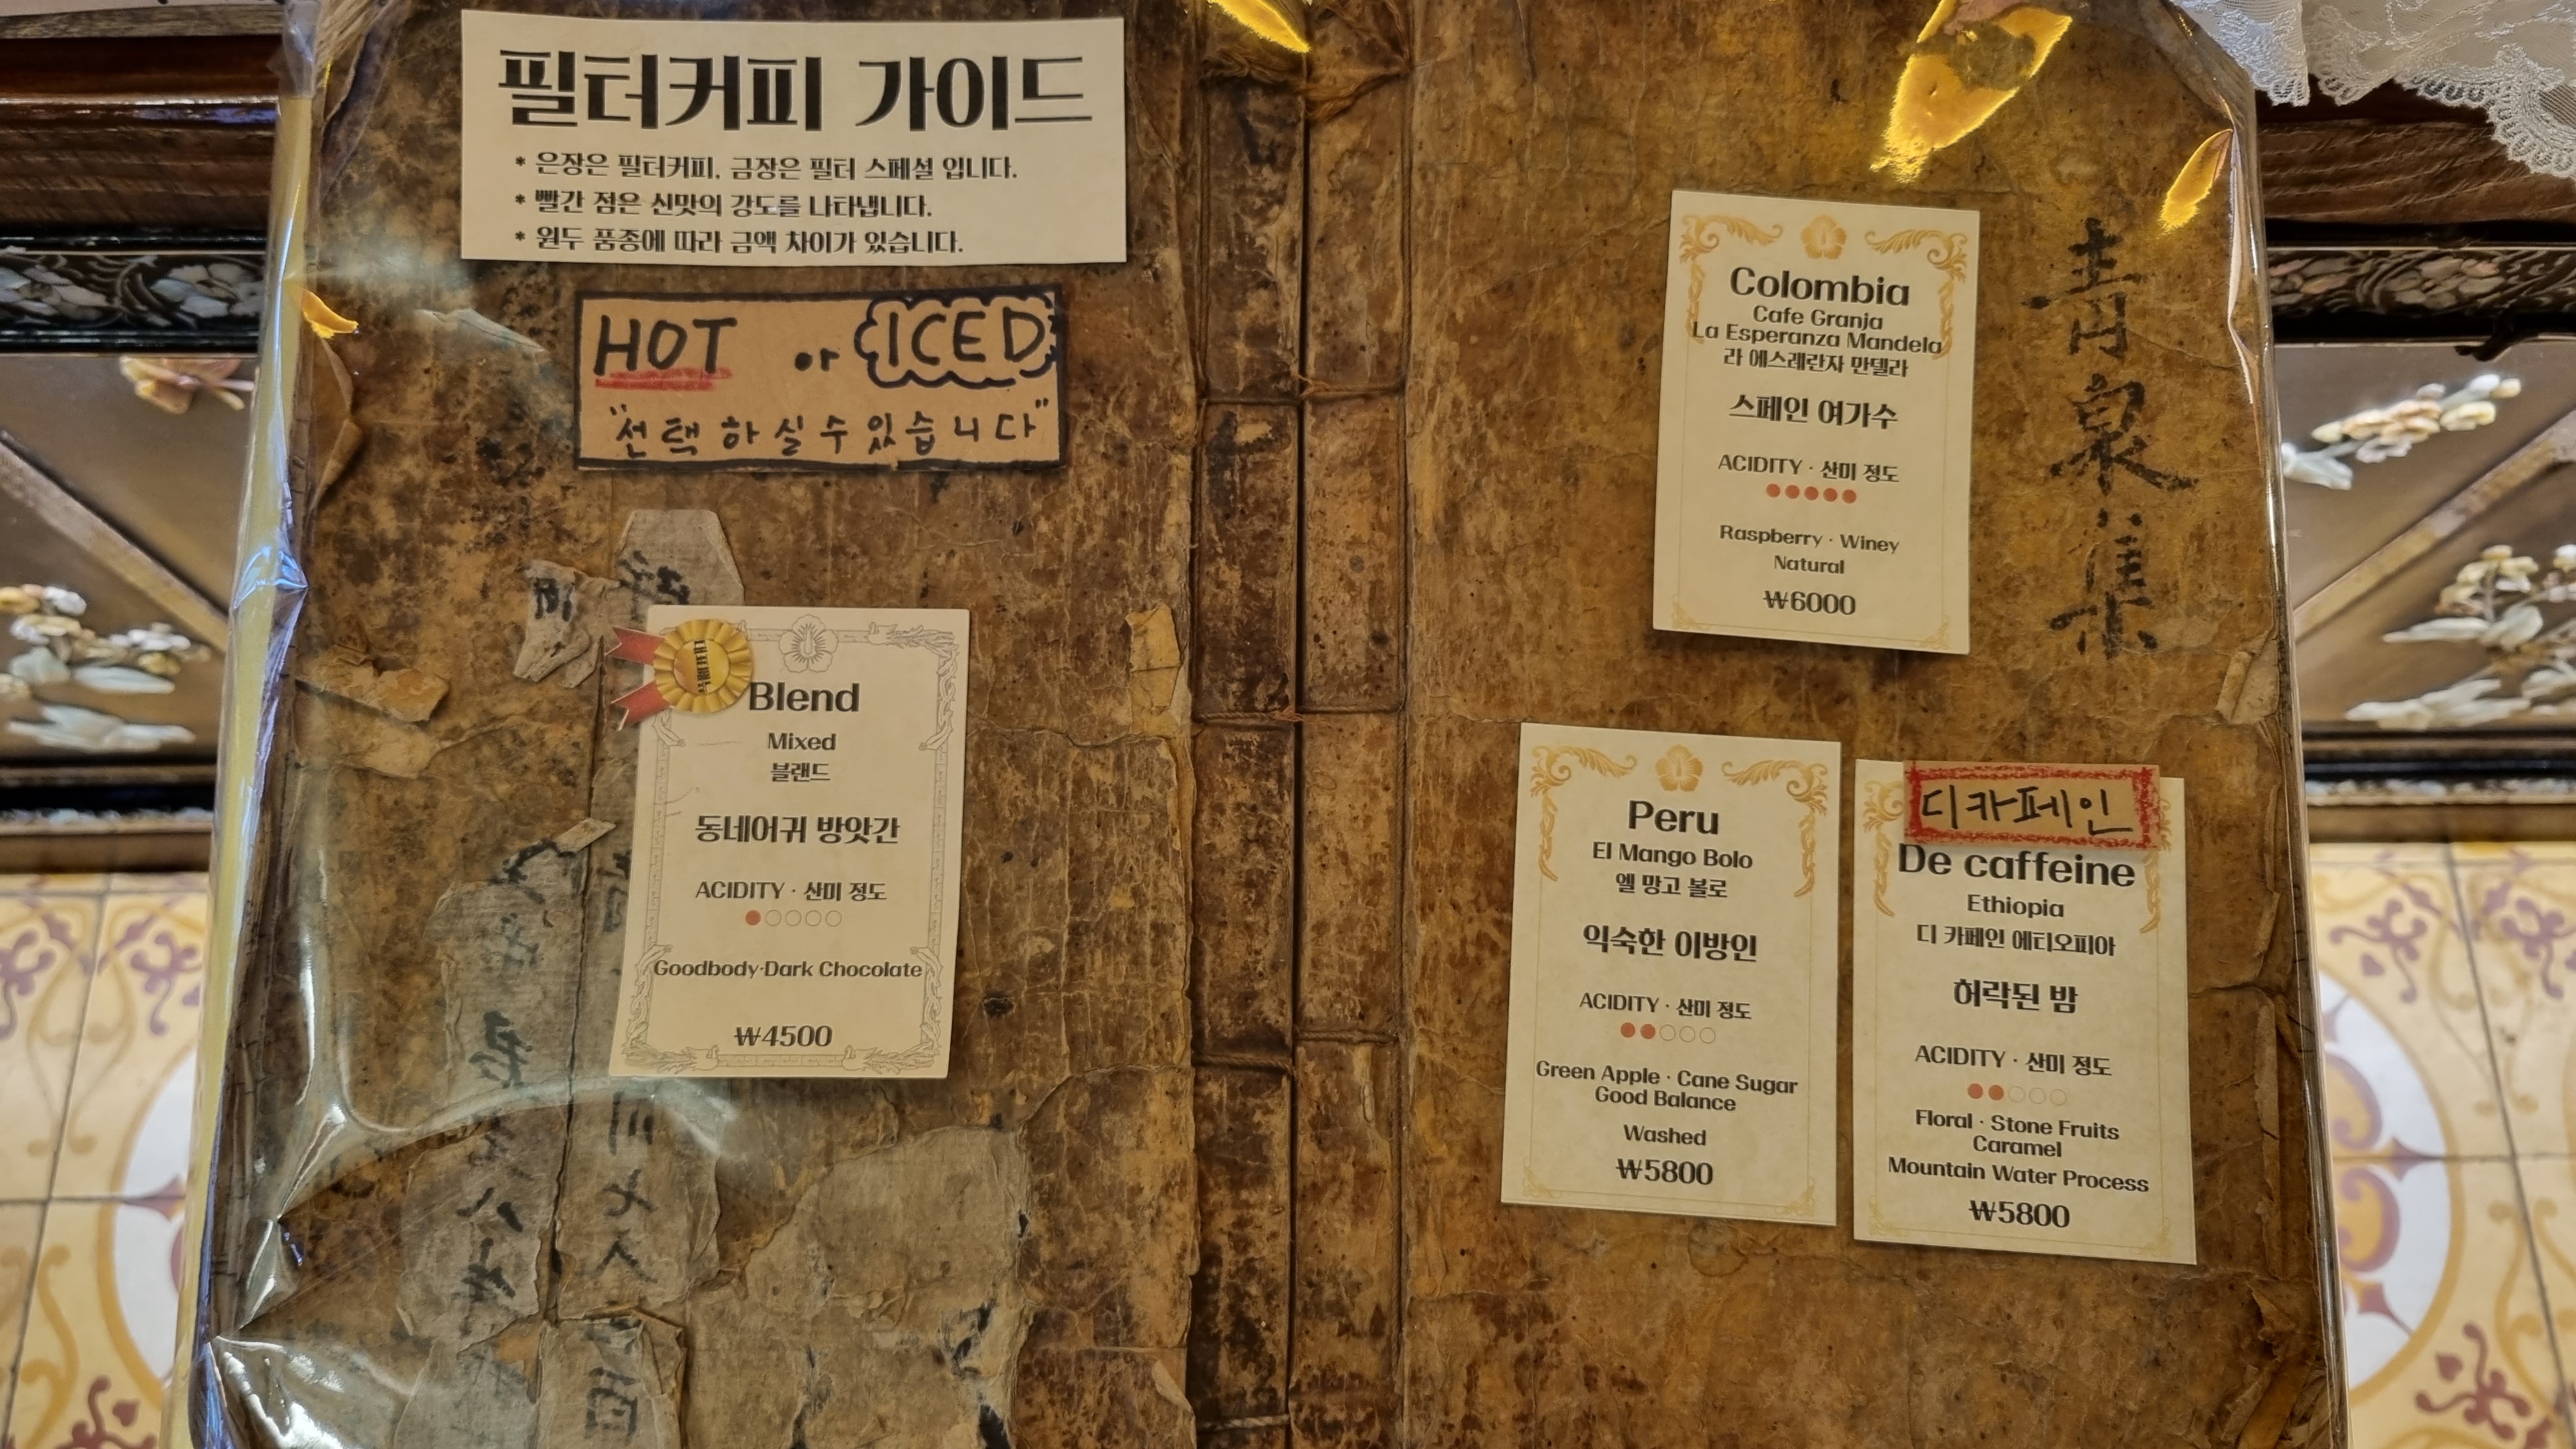 필터커피 가이드
* 은장은 필터커피, 금장은 필터 스페셜 입니다.
* 빨간 점은 신맛의 강도를 나타냅니다.
* 원두 품종에 따라 금액 차이가 있습니다.
HOT or ICED
"선택하실수있습니다"
Blend
Mixed
블랜드
동네어귀 방앗간
ACIDITY · 산미 정도
Goodbody·Dark Chocolate
₩4500
Colombia
Cafe Granja
La Esperanza Mandela
라 에스레란자 만델라
스페인 여가수
ACIDITY · 산미 정도
Raspberry · Winey
Natural
₩6000
靑泉集
Peru
El Mango Bolo
엘 망고 볼로
익숙한 이방인
ACIDITY · 산미 정도
Green Apple · Cane Sugar
Good Balance
Washed
₩5800
디카페인
De caffeine
Ethiopia
디 카페인 에티오피아
허락된 밤
ACIDITY · 산미 정도
Floral · Stone Fruits
Caramel
Mountain Water Process
₩5800